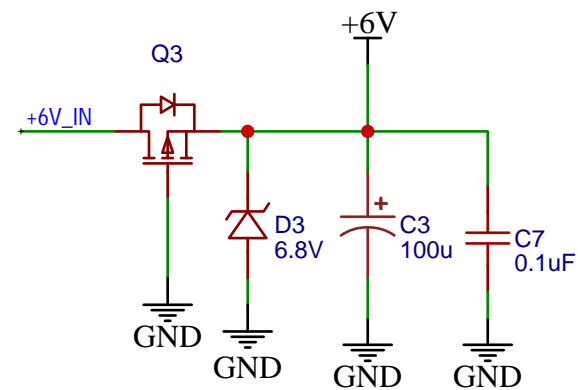 +6V
Q3
+6V_IN
D3
6.8V
C3
100u
C7
0.1uF
GND
GND
GND
GND